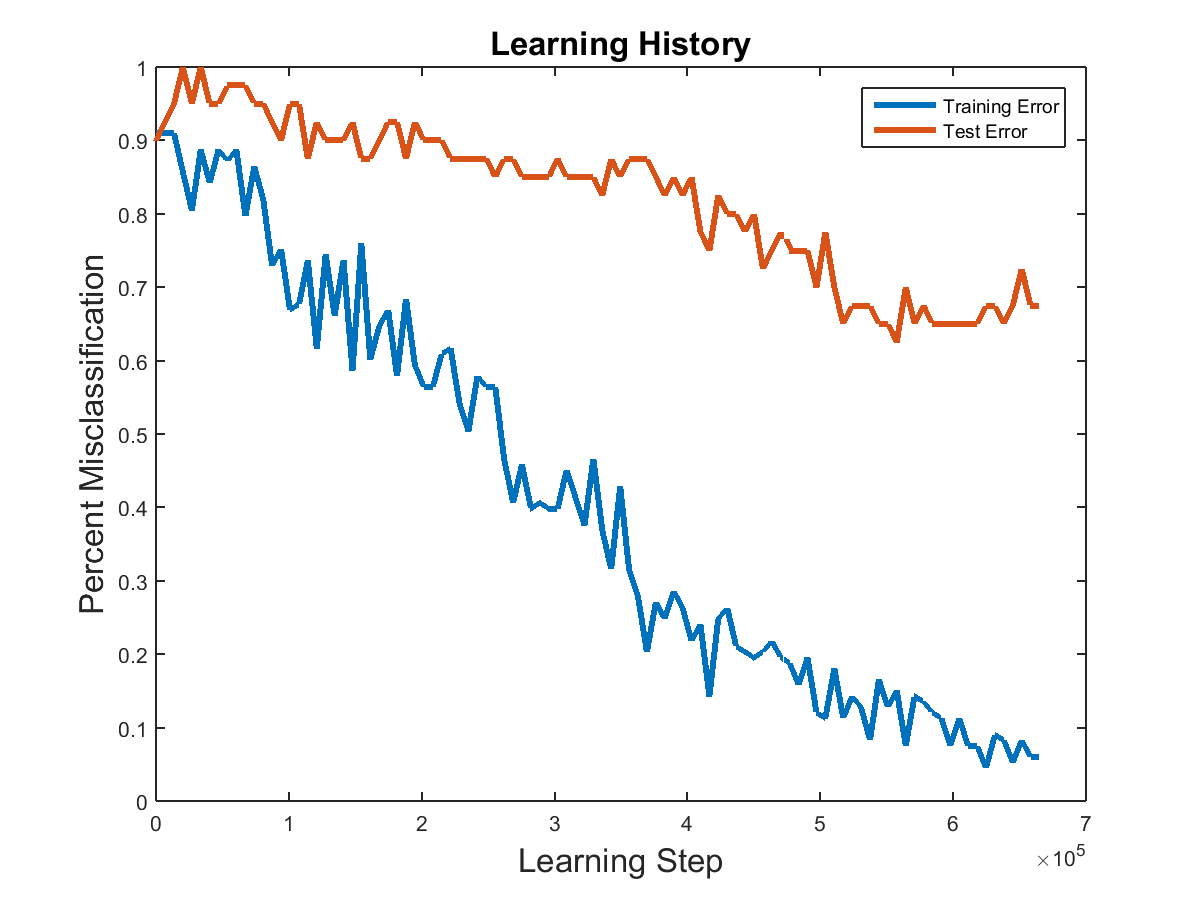 Learning History
Training Error
Test Error
Percent Misclassification
1
0.9
0.8
0.7
0.6
0.5
0.4
0.3
0.2
0.1
0
0 1 2 3 4 5 6 7
×10⁵
Learning Step